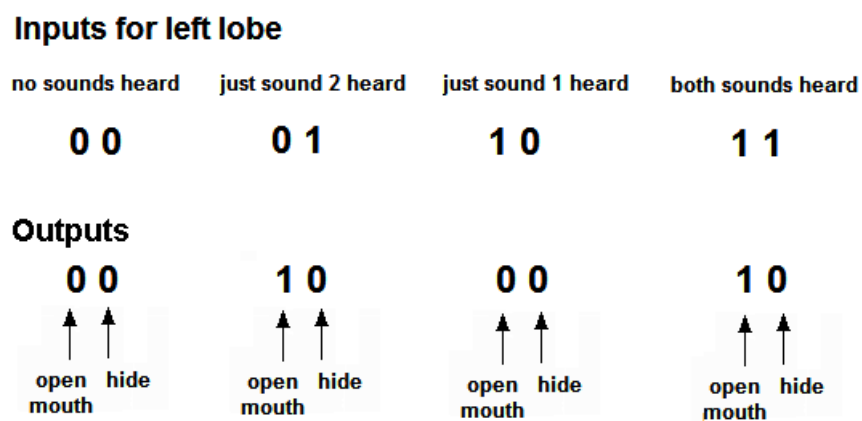 Inputs for left lobe
no sounds heard just sound 2 heard just sound 1 heard both sounds heard
0 0 0 1 1 0 1 1
Outputs
0 0 1 0 0 0 1 0
open hide open hide open hide open hide
mouth mouth mouth mouth